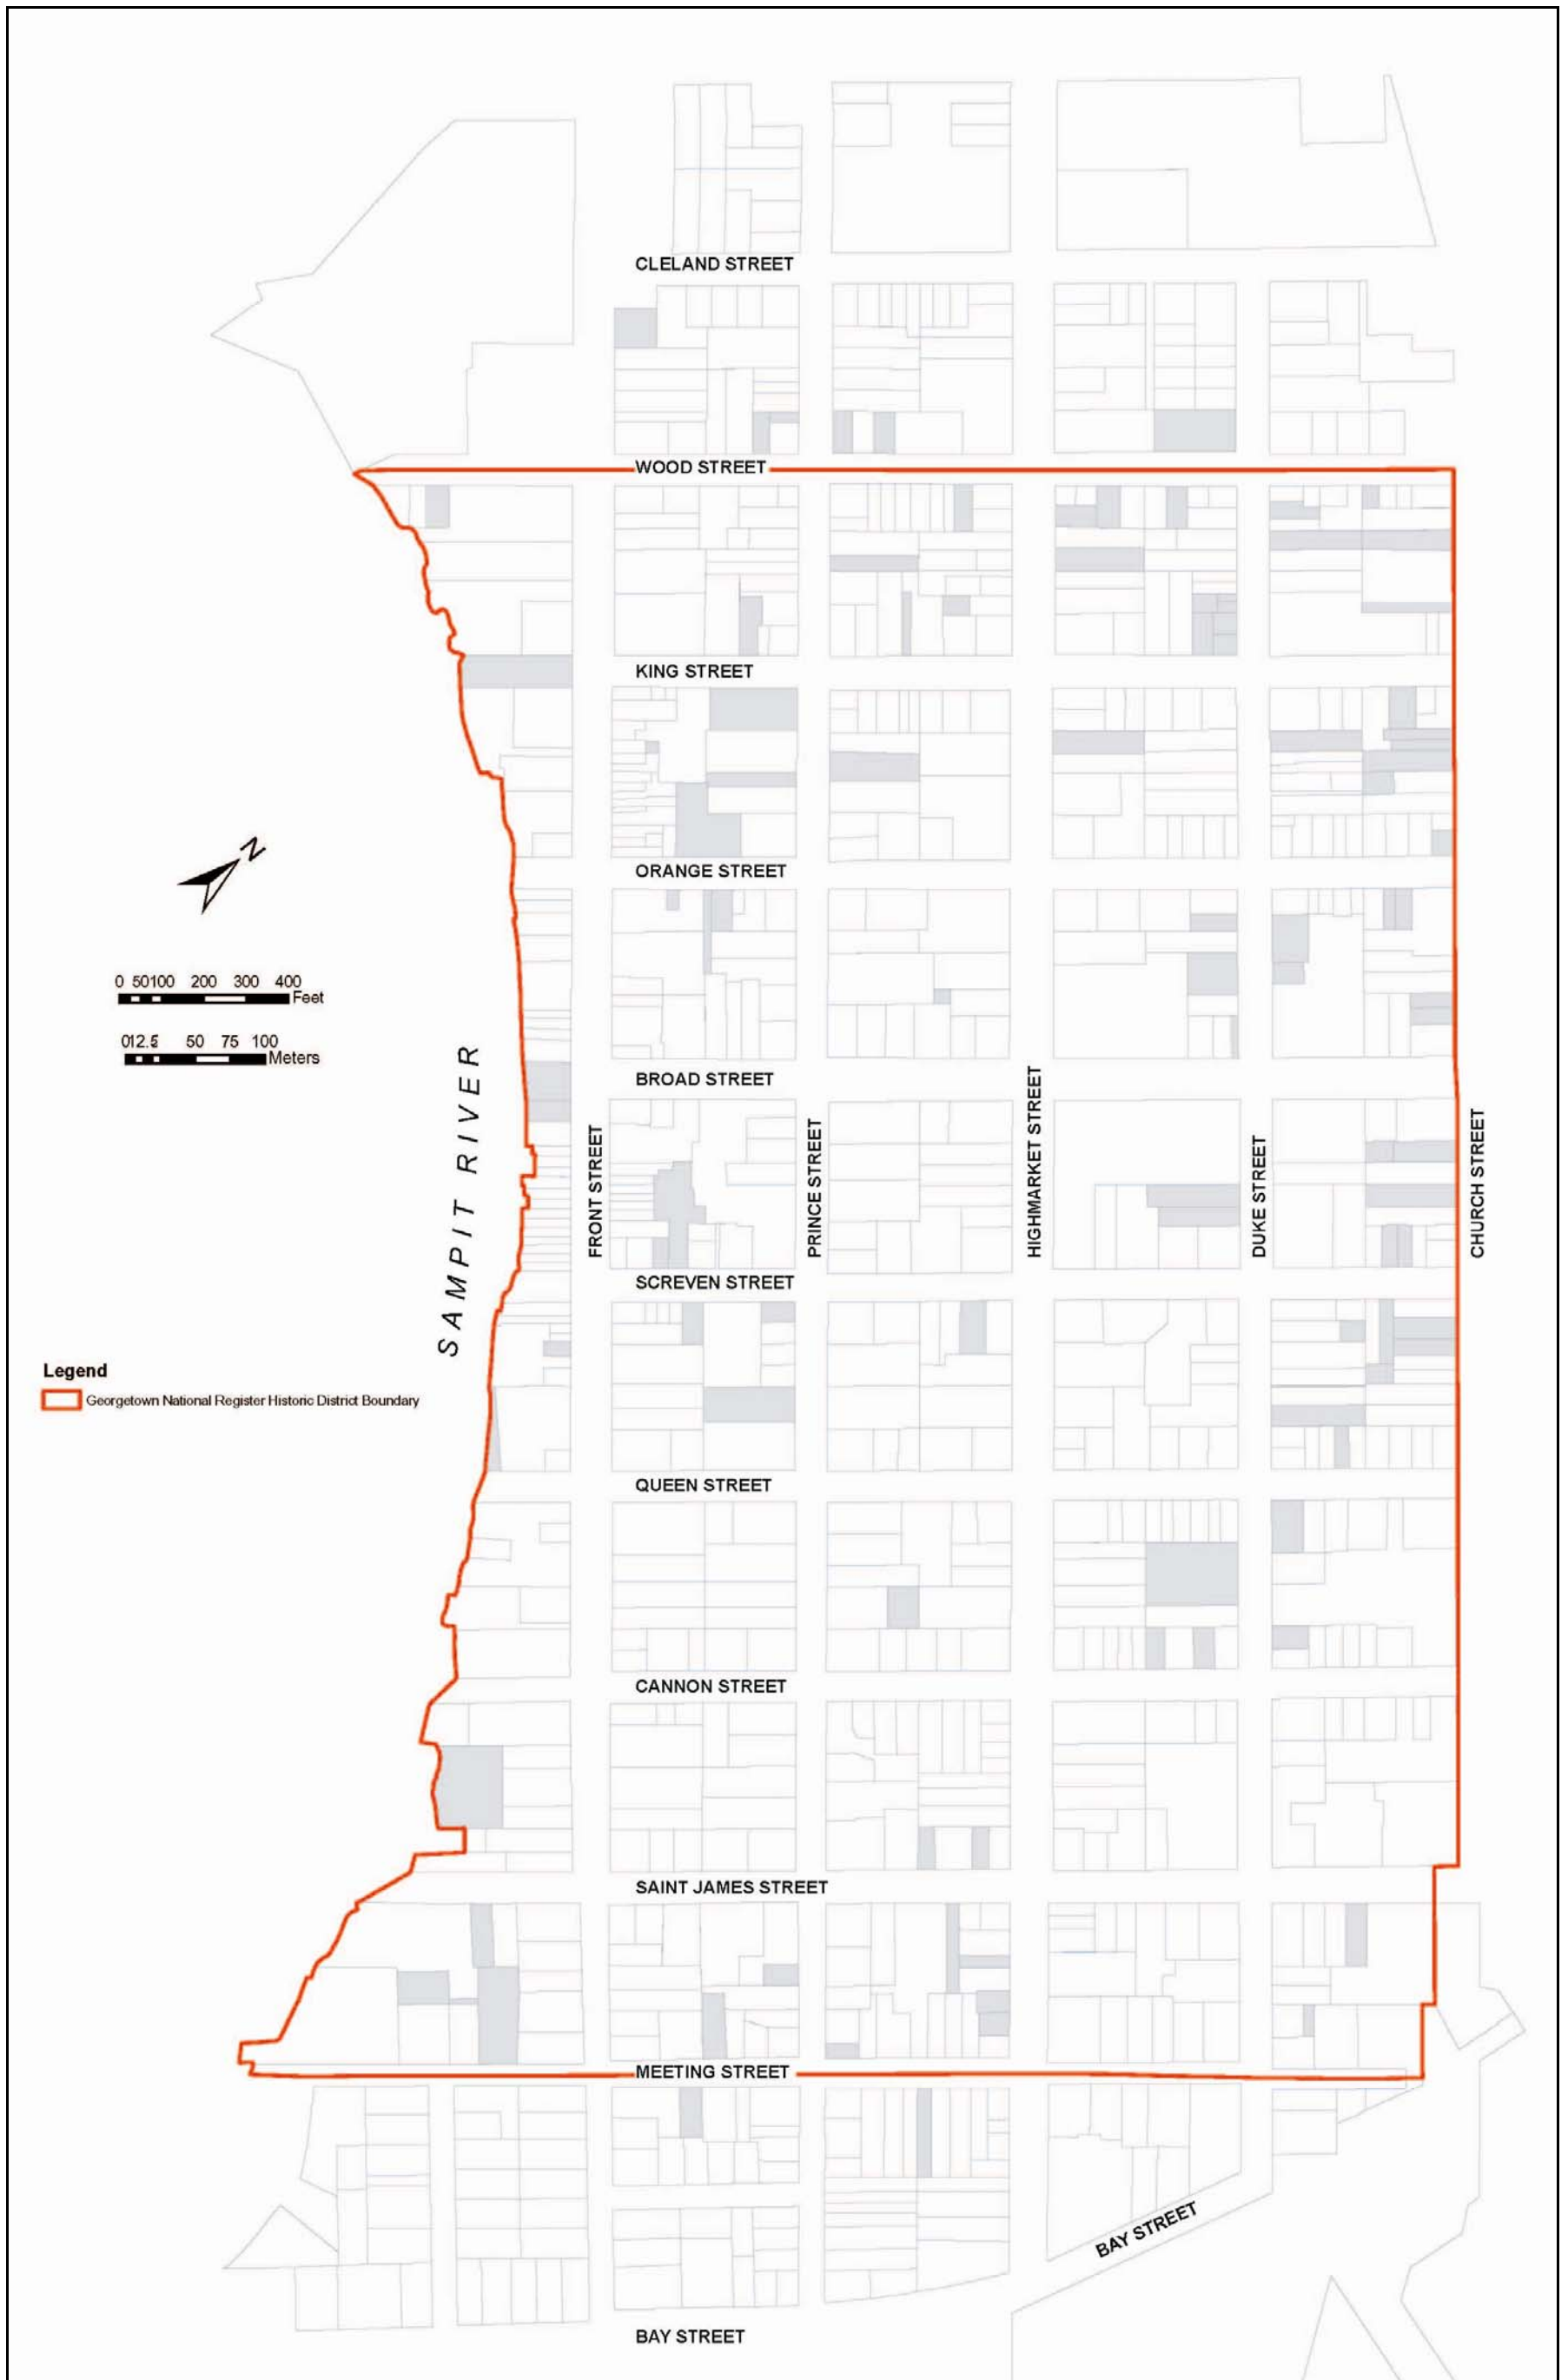 CLELAND STREET
WOOD STREET
KING STREET
ORANGE STREET
N
0 50100 200 300 400
Feet
012.5 50 75 100
Meters
BROAD STREET
SAMPIT RIVER
FRONT STREET
PRINCE STREET
HIGHMARKET STREET
DUKE STREET
CHURCH STREET
SCREVEN STREET
Legend
Georgetown National Register Historic District Boundary
QUEEN STREET
CANNON STREET
SAINT JAMES STREET
MEETING STREET
BAY STREET
BAY STREET